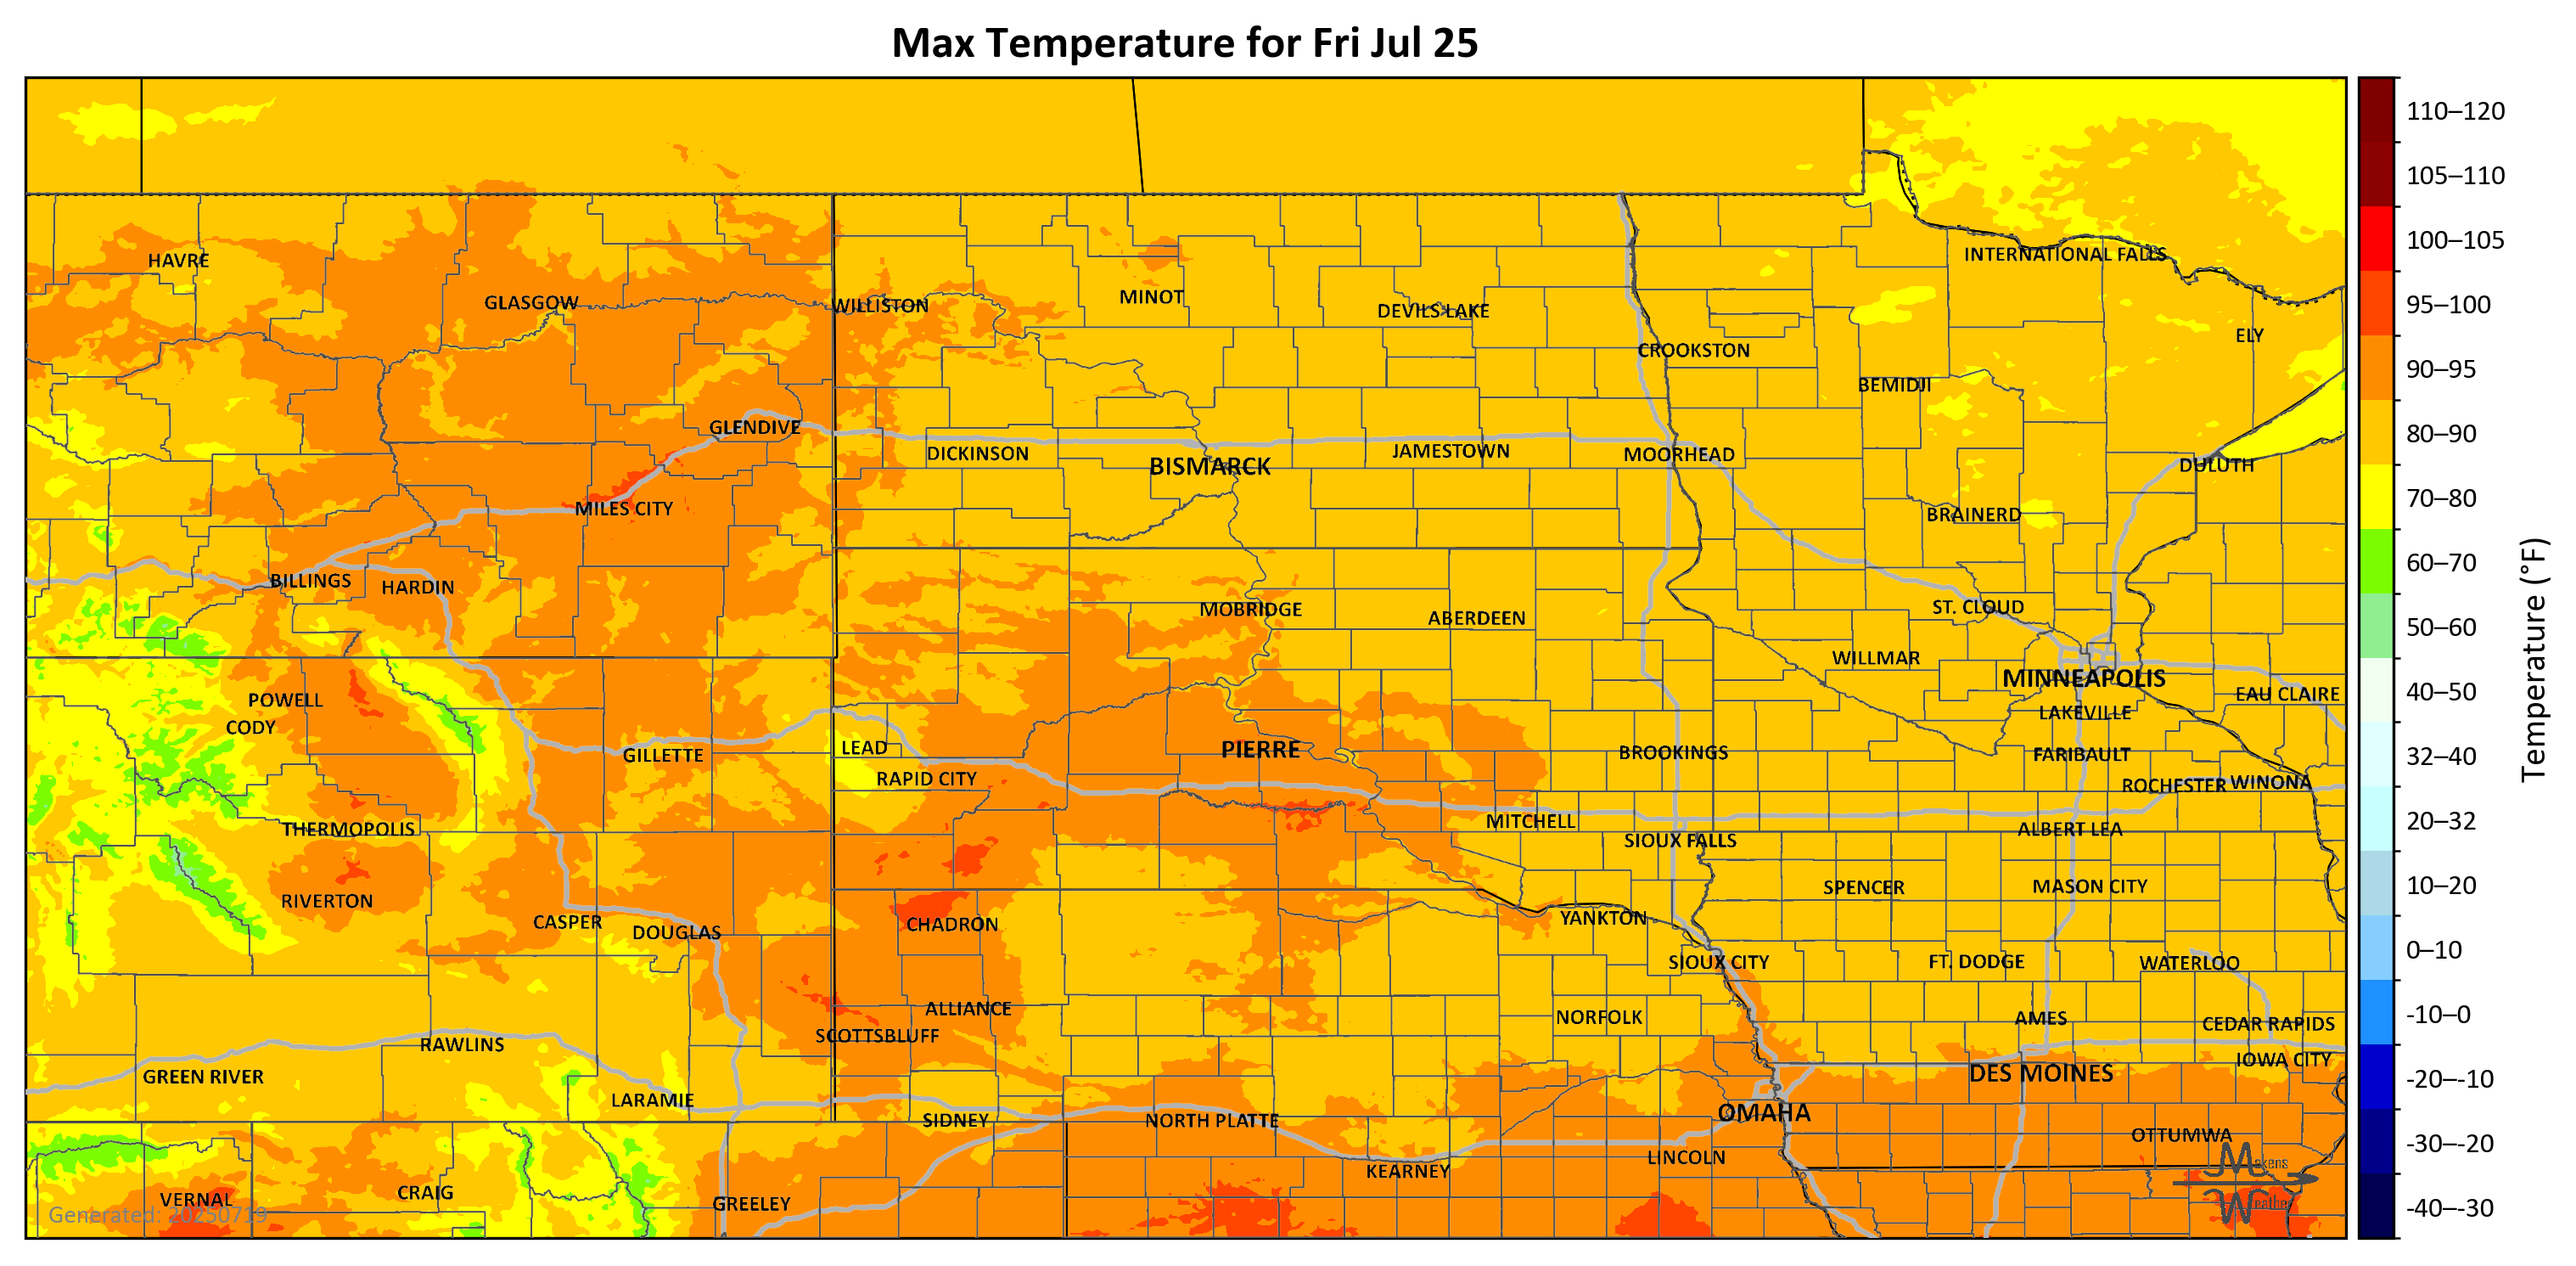 Max Temperature for Fri Jul 25
110–120
105–110
100–105
95–100
90–95
80–90
70–80
60–70
50–60
40–50
32–40
20–32
10–20
0–10
-10–0
-20–-10
-30–-20
-40–-30
Temperature (°F)
HAVRE
GLASGOW
WILLISTON
MINOT
DEVILS LAKE
INTERNATIONAL FALLS
ELY
CROOKSTON
BEMIDJI
GLENDIVE
DICKINSON
BISMARCK
JAMESTOWN
MOORHEAD
DULUTH
MILES CITY
BRAINERD
BILLINGS
HARDIN
MOBRIDGE
ABERDEEN
ST. CLOUD
WILLMAR
MINNEAPOLIS
EAU CLAIRE
POWELL
CODY
LAKEVILLE
GILLETTE
LEAD
PIERRE
BROOKINGS
FARIBAULT
RAPID CITY
ROCHESTER
WINONA
THERMOPOLIS
MITCHELL
SIOUX FALLS
ALBERT LEA
RIVERTON
SPENCER
MASON CITY
CASPER
DOUGLAS
CHADRON
YANKTON
SIOUX CITY
FT. DODGE
WATERLOO
ALLIANCE
NORFOLK
AMES
CEDAR RAPIDS
SCOTTSBLUFF
RAWLINS
IOWA CITY
GREEN RIVER
DES MOINES
LARAMIE
SIDNEY
NORTH PLATTE
OMAHA
OTTUMWA
LINCOLN
KEARNEY
VERNAL
CRAIG
GREELEY
Generated: 20250719
Makens
Weather